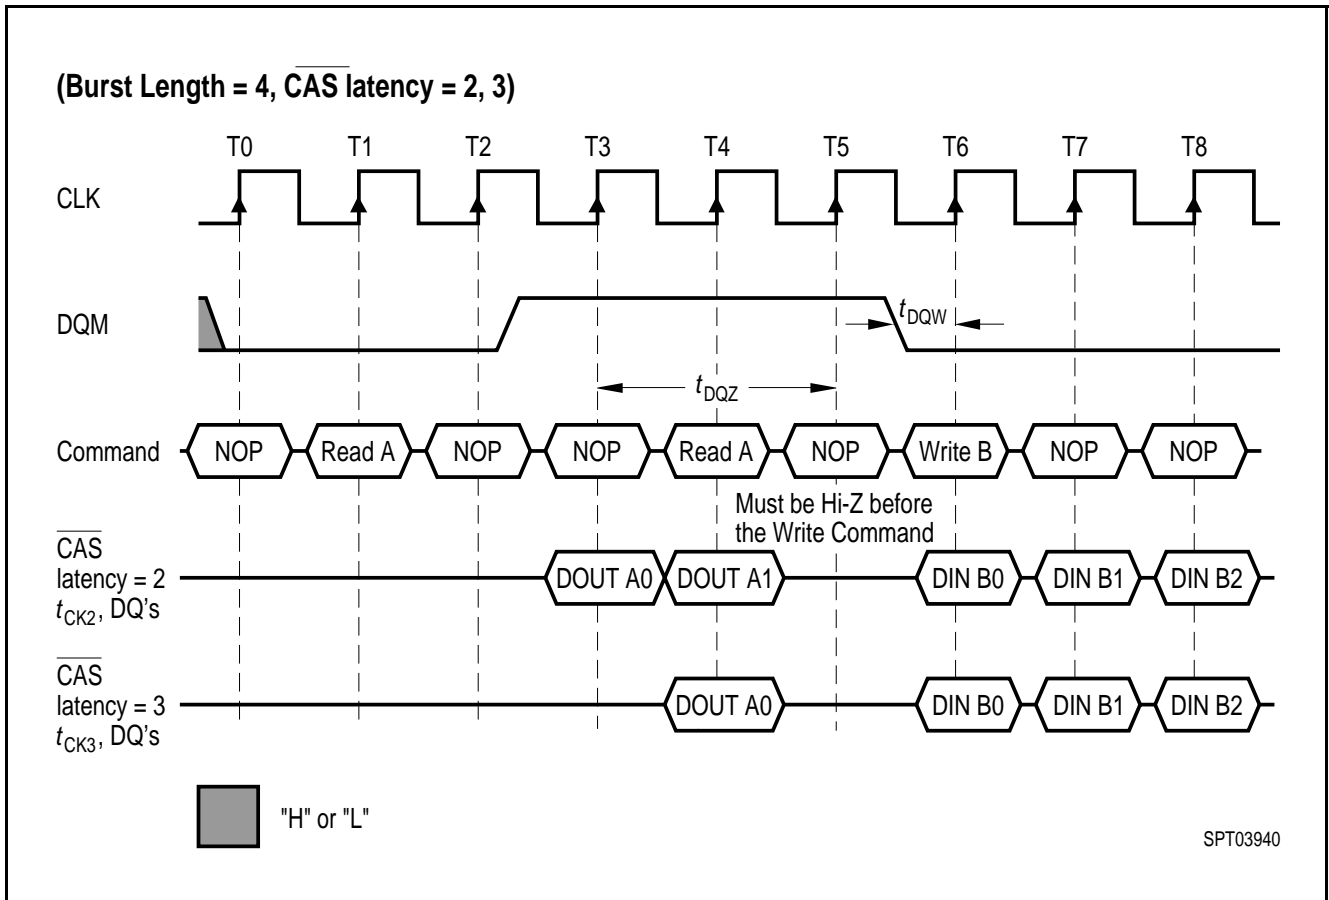 (Burst Length = 4, CAS latency = 2, 3)
T0 T1 T2 T3 T4 T5 T6 T7 T8
CLK
DQM
tDQW
tDQZ
Command NOP Read A NOP NOP Read A NOP Write B NOP NOP
Must be Hi-Z before
the Write Command
CAS
latency = 2 DOUT A0 DOUT A1 DIN B0 DIN B1 DIN B2
tCK2, DQ's
CAS
latency = 3 DOUT A0 DIN B0 DIN B1 DIN B2
tCK3, DQ's
"H" or "L"
SPT03940